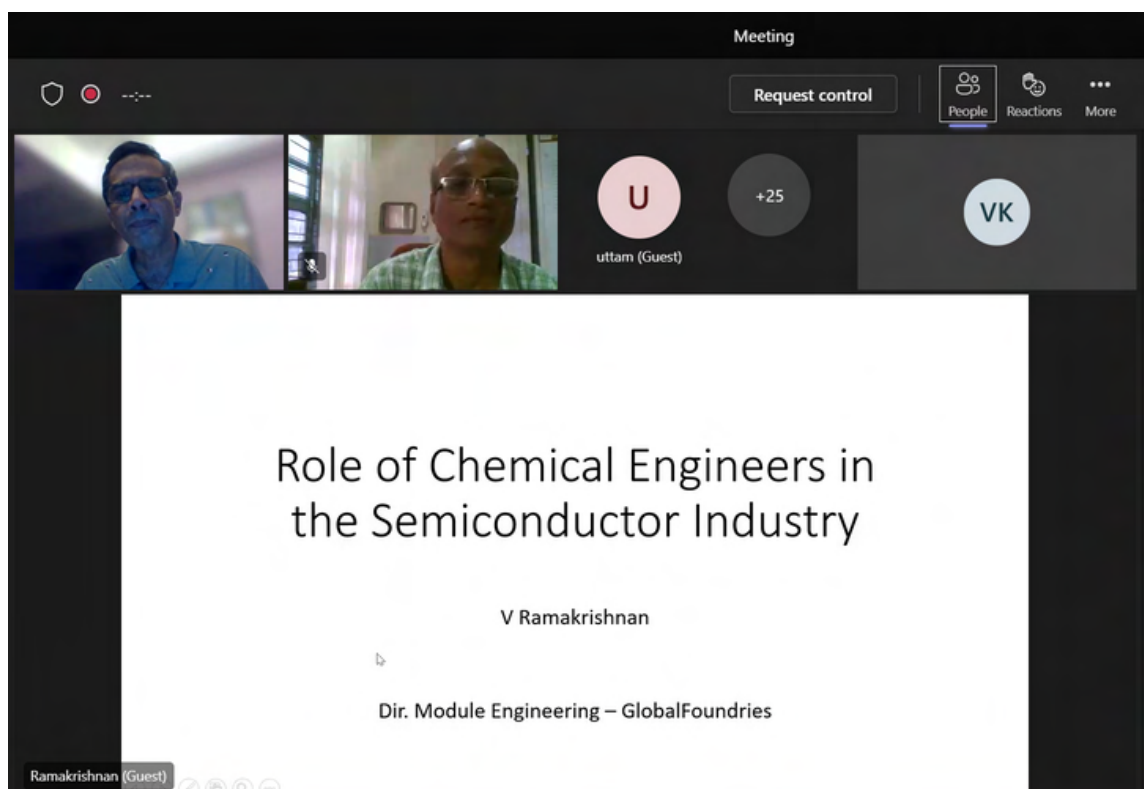 Meeting
--:--
Request control
People
Reactions
More
U
+25
VK
uttam (Guest)
Role of Chemical Engineers in
the Semiconductor Industry
V Ramakrishnan
Dir. Module Engineering – GlobalFoundries
Ramakrishnan (Guest)